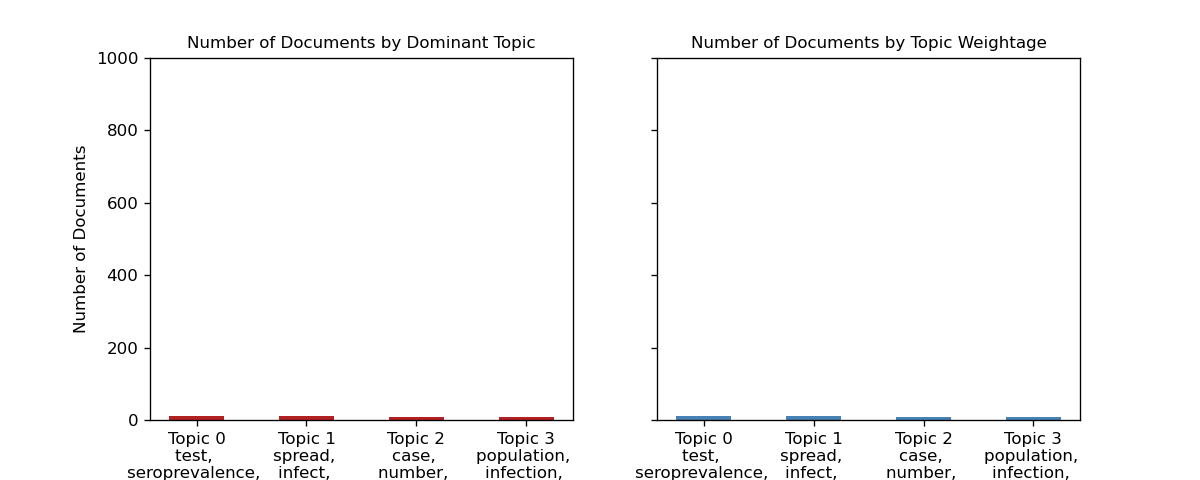 Number of Documents by Dominant Topic
Number of Documents
1000
800
600
400
200
0
Topic 0
test,
seroprevalence,
Topic 1
spread,
infect,
Topic 2
case,
number,
Topic 3
population,
infection,
Number of Documents by Topic Weightage
Topic 0
test,
seroprevalence,
Topic 1
spread,
infect,
Topic 2
case,
number,
Topic 3
population,
infection,